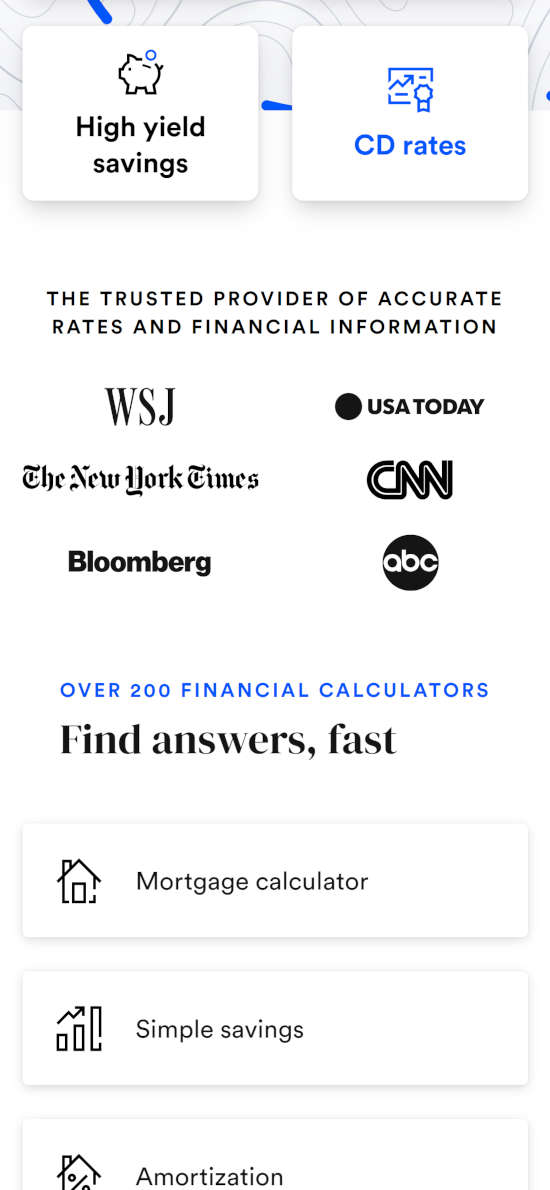 High yield
savings
CD rates
THE TRUSTED PROVIDER OF ACCURATE
RATES AND FINANCIAL INFORMATION
WSJ
USA TODAY
The New York Times
CNN
Bloomberg
abc
OVER 200 FINANCIAL CALCULATORS
Find answers, fast
Mortgage calculator
Simple savings
Amortization